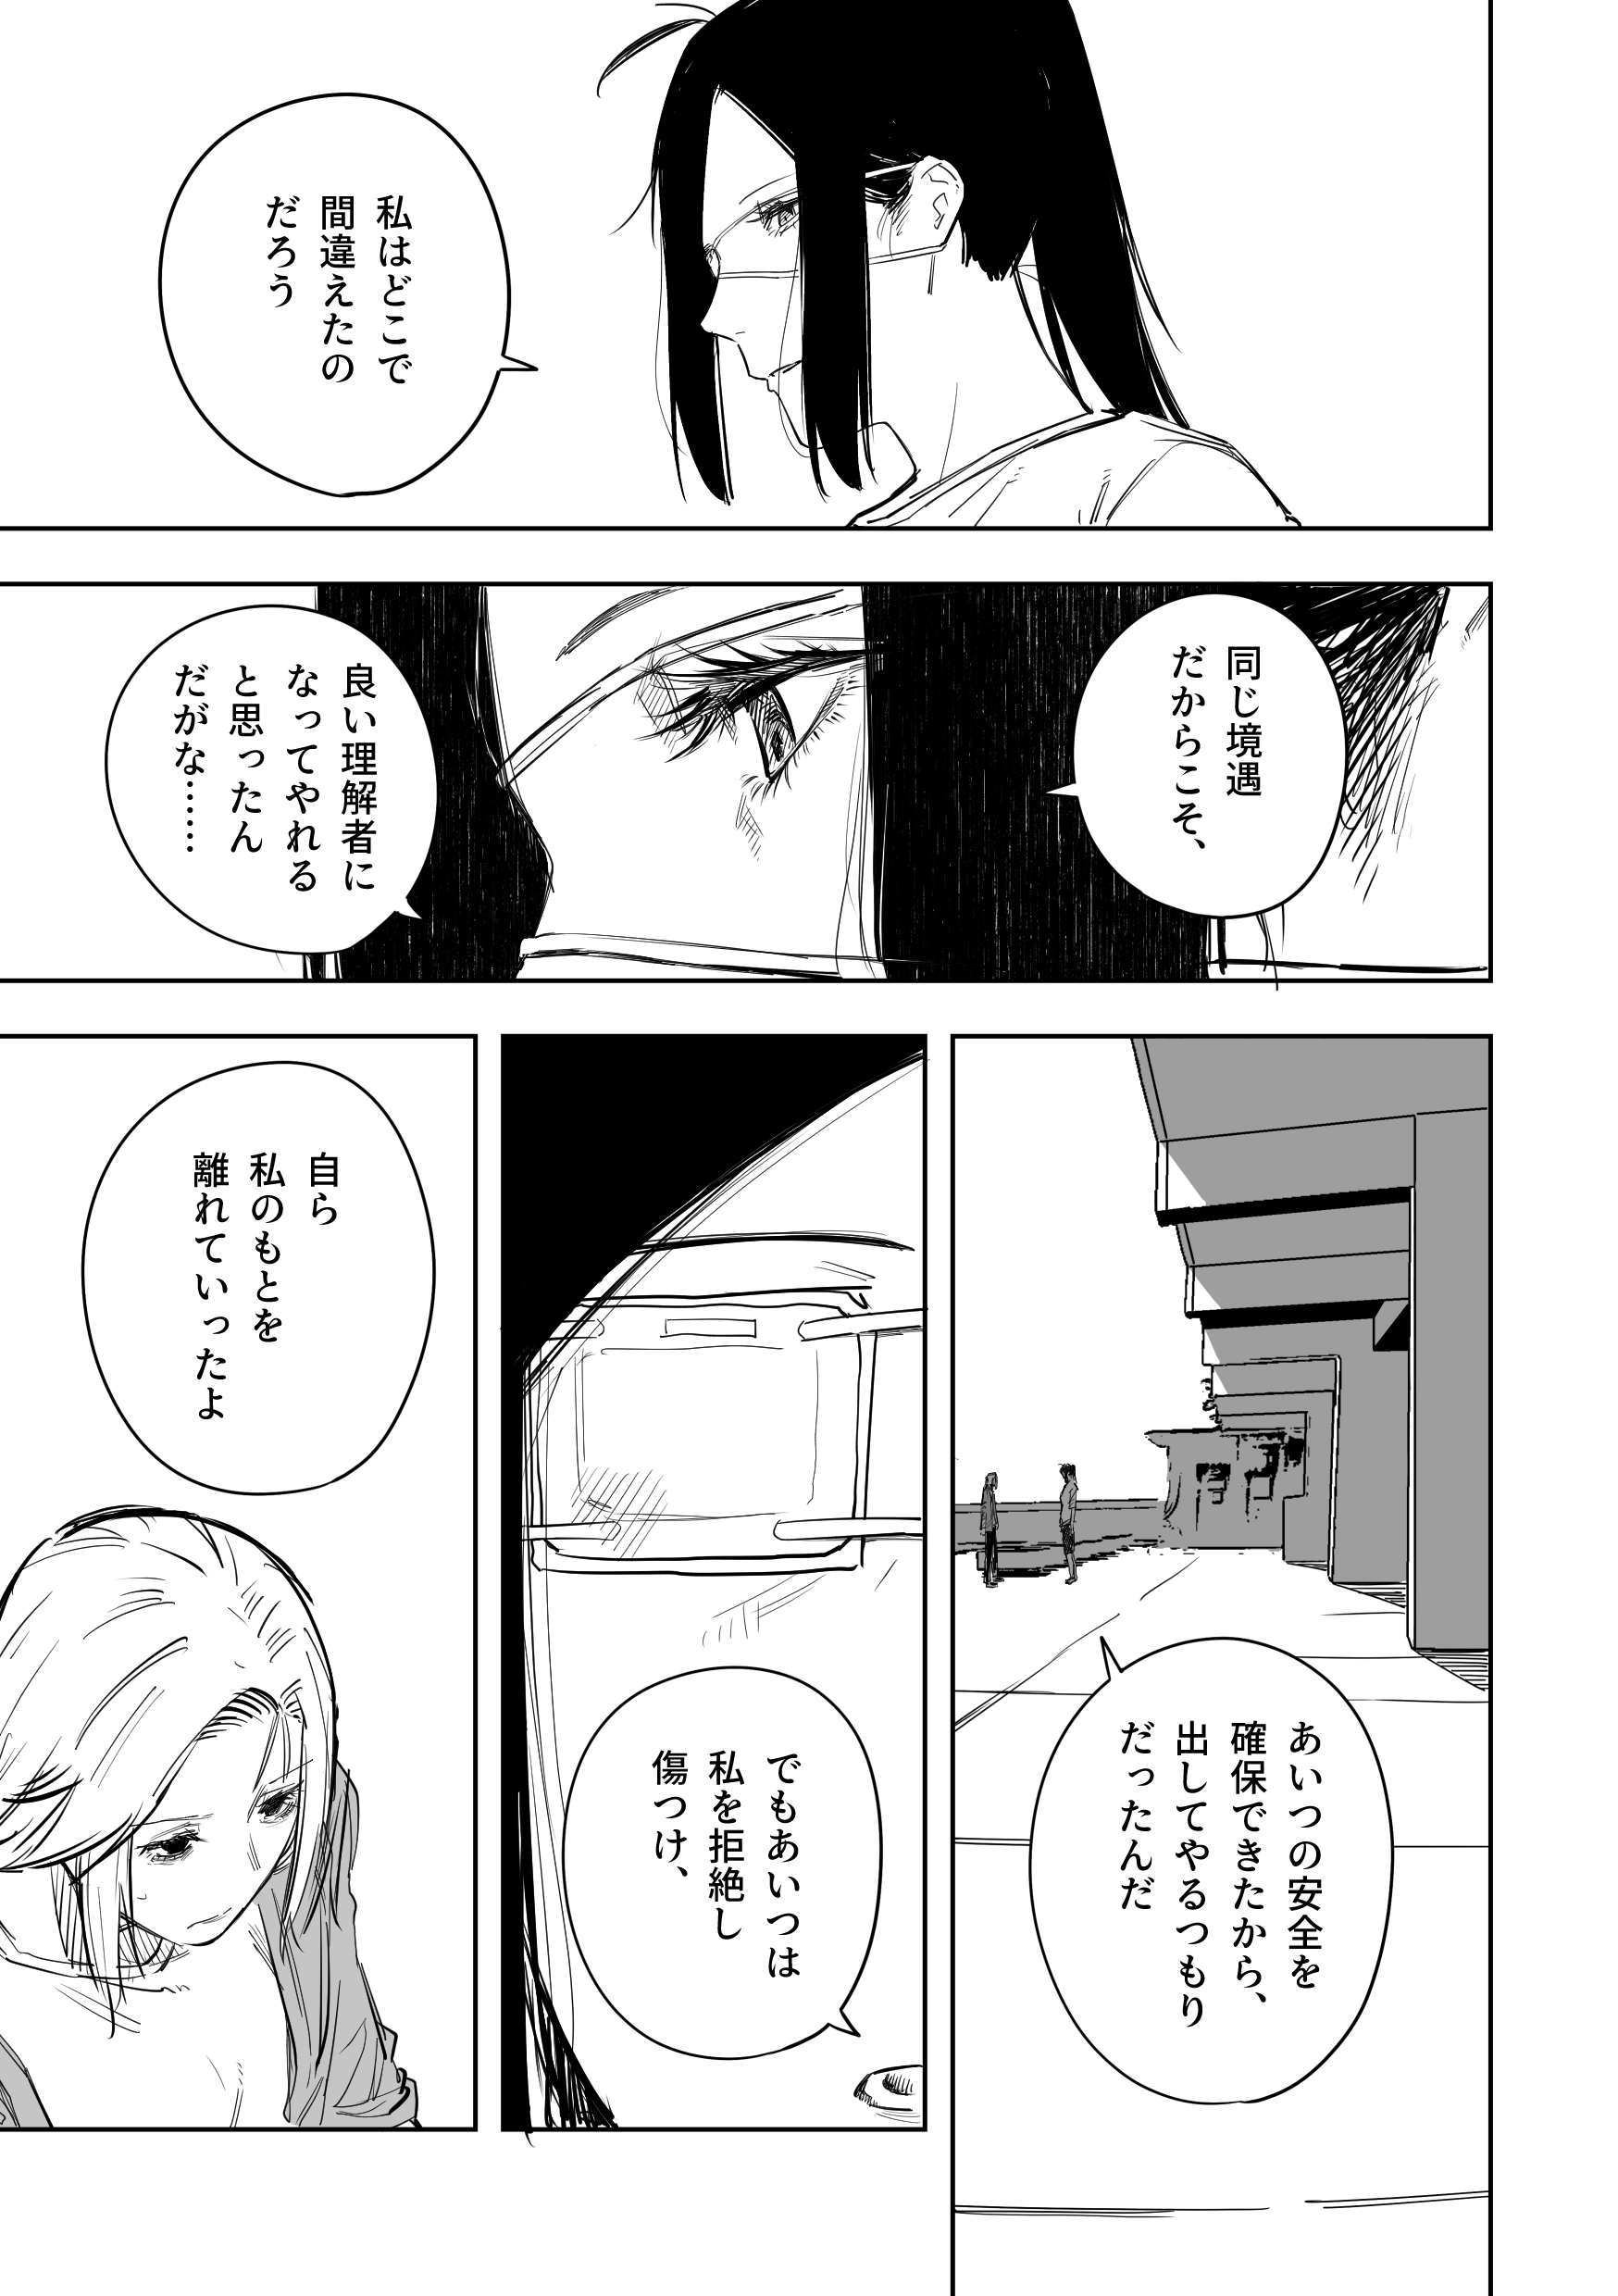 私はどこで
間違えたの
だろう
同じ境遇
だからこそ、
良い理解者に
なってやれる
と思ったん
だがな……
あいつの安全を
確保できたから、
出してやるつもり
だったんだ
でもあいつは
私を拒絶し
傷つけ、
自ら
私のもとを
離れていったよ